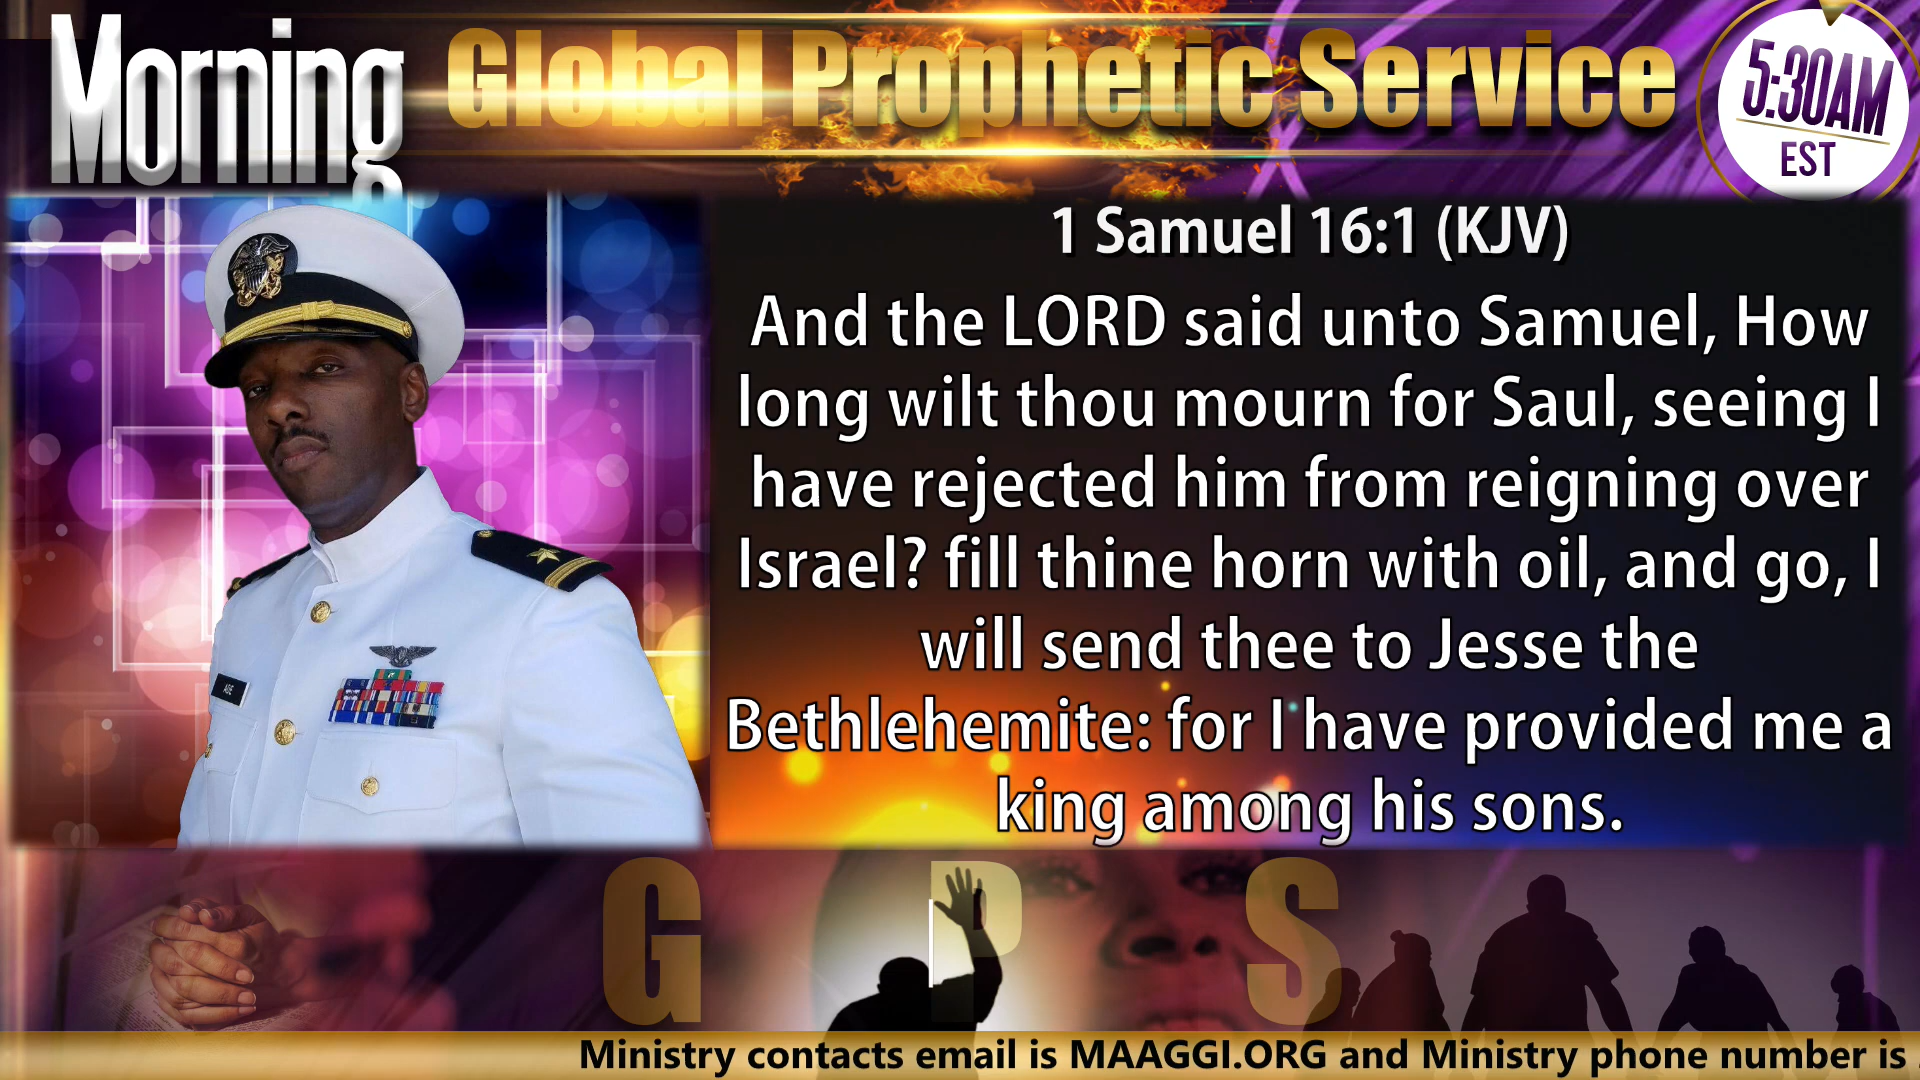 Morning Global Prophetic Service
5:30AM
EST
1 Samuel 16:1 (KJV)
And the LORD said unto Samuel, How
long wilt thou mourn for Saul, seeing I
have rejected him from reigning over
Israel? fill thine horn with oil, and go, I
will send thee to Jesse the
Bethlehemite: for I have provided me a
king among his sons.
G P S
Ministry contacts email is MAAGGI.ORG and Ministry phone number is